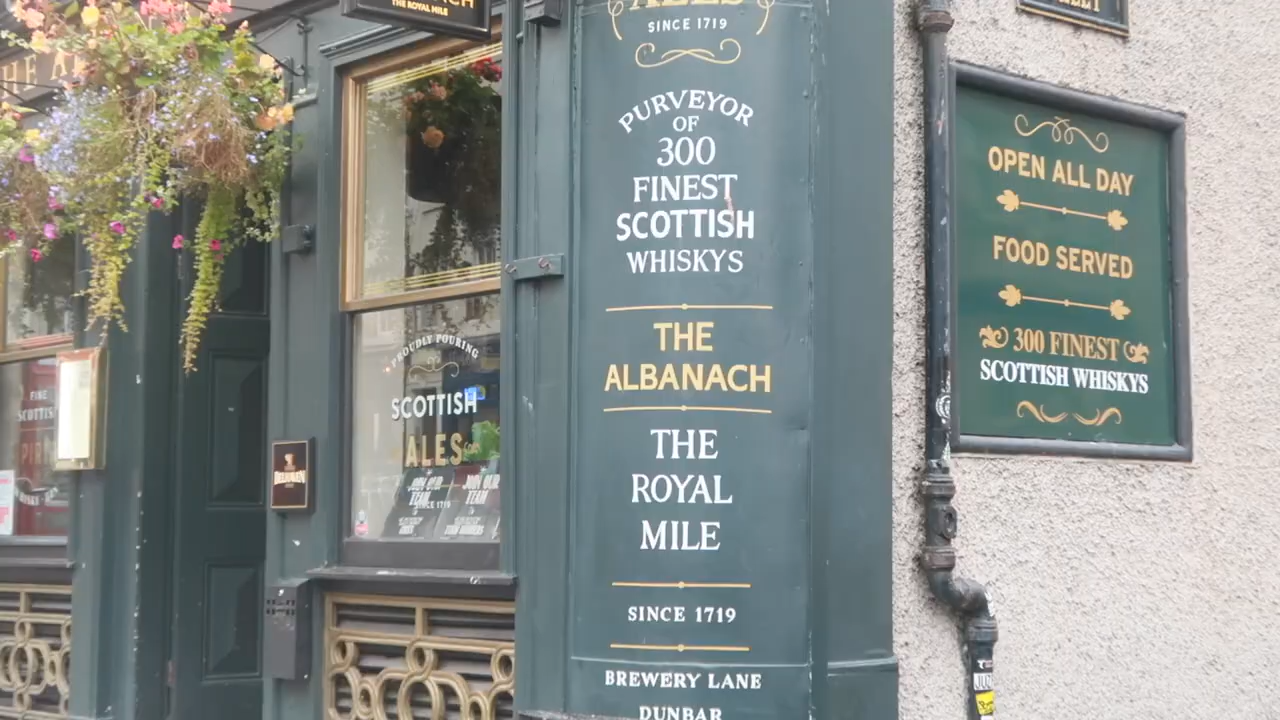 THE ROYAL MILE
ALES
SINCE 1719
PURVEYOR
OF
300
FINEST
SCOTTISH
WHISKYS
THE
ALBANACH
THE
ROYAL
MILE
SINCE 1719
BREWERY LANE
DUNBAR
OPEN ALL DAY
FOOD SERVED
300 FINEST
SCOTTISH WHISKYS
PROUDLY POURING
SCOTTISH
ALES
SINCE 1719
JOIN OUR
TEAM
JOIN OUR
TEAM
FINE